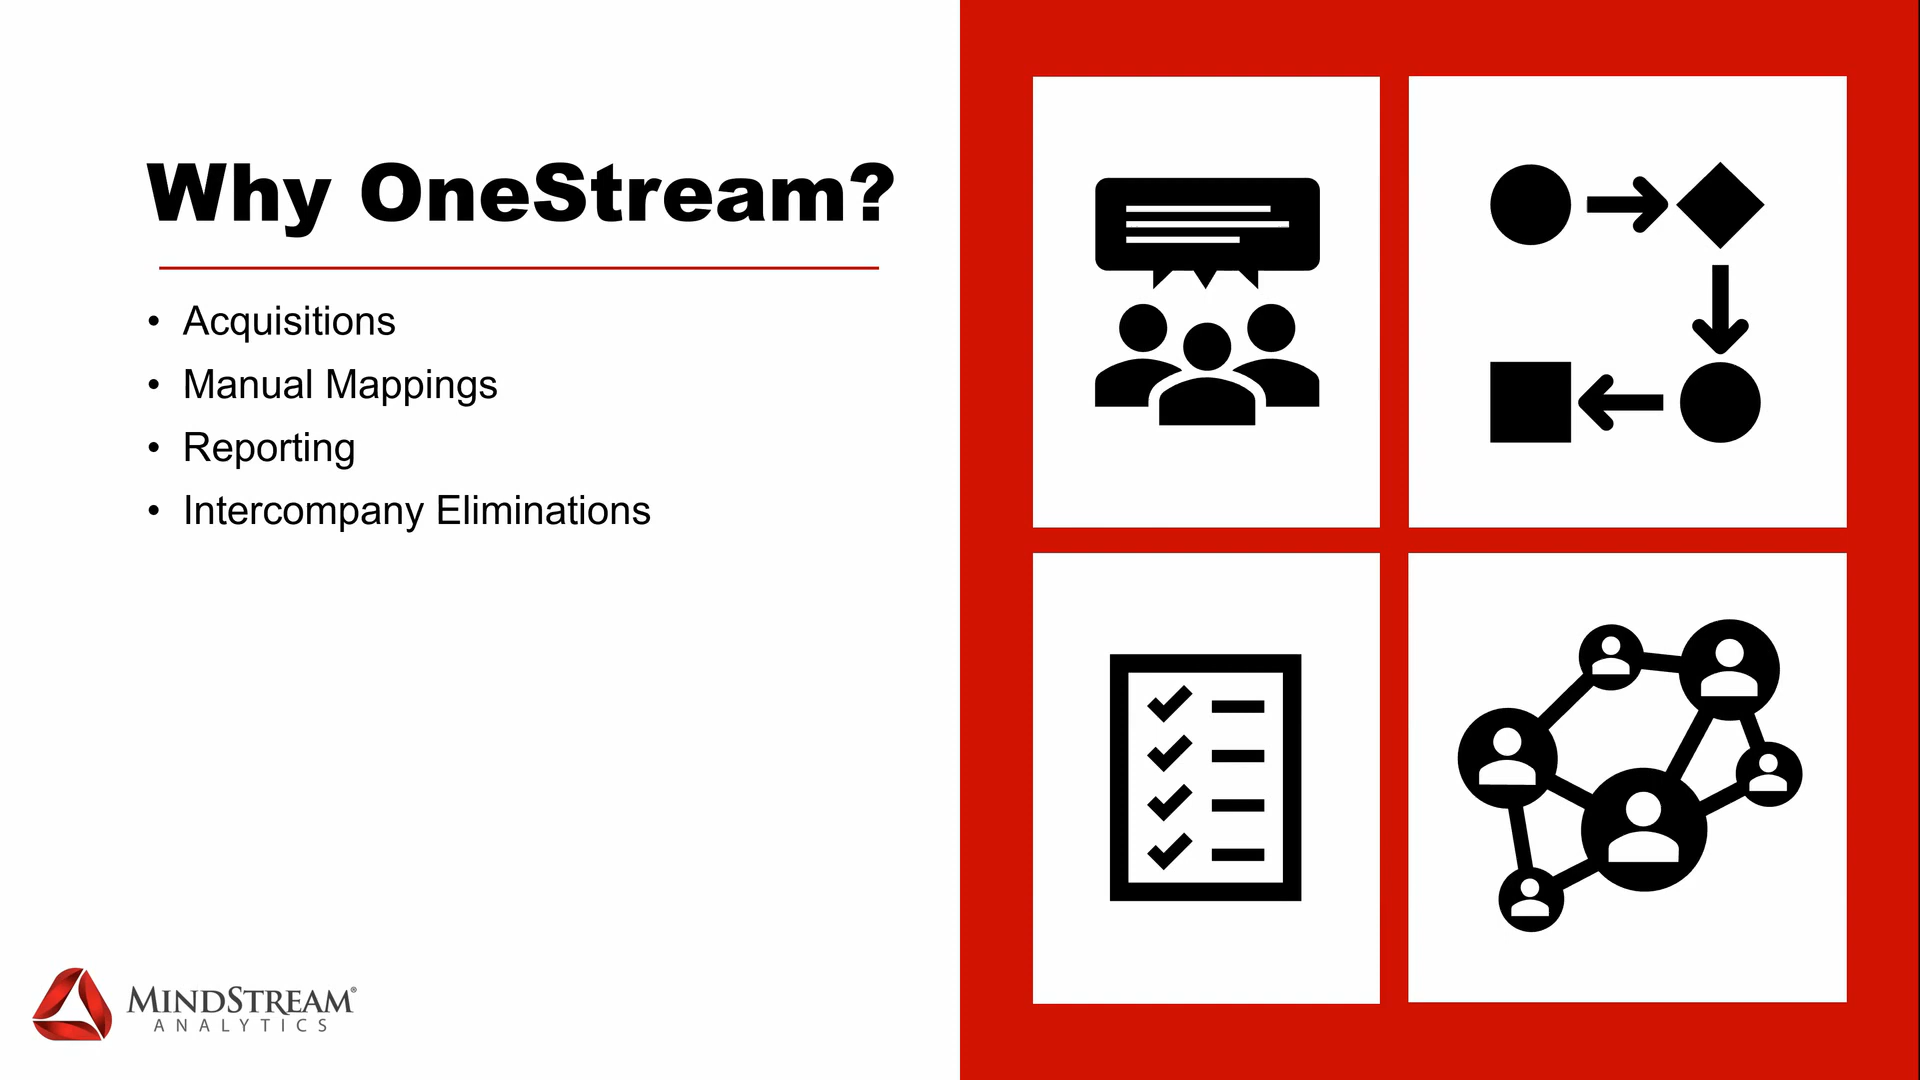 Why OneStream?
• Acquisitions
• Manual Mappings
• Reporting
• Intercompany Eliminations
MINDSTREAM®
ANALYTICS